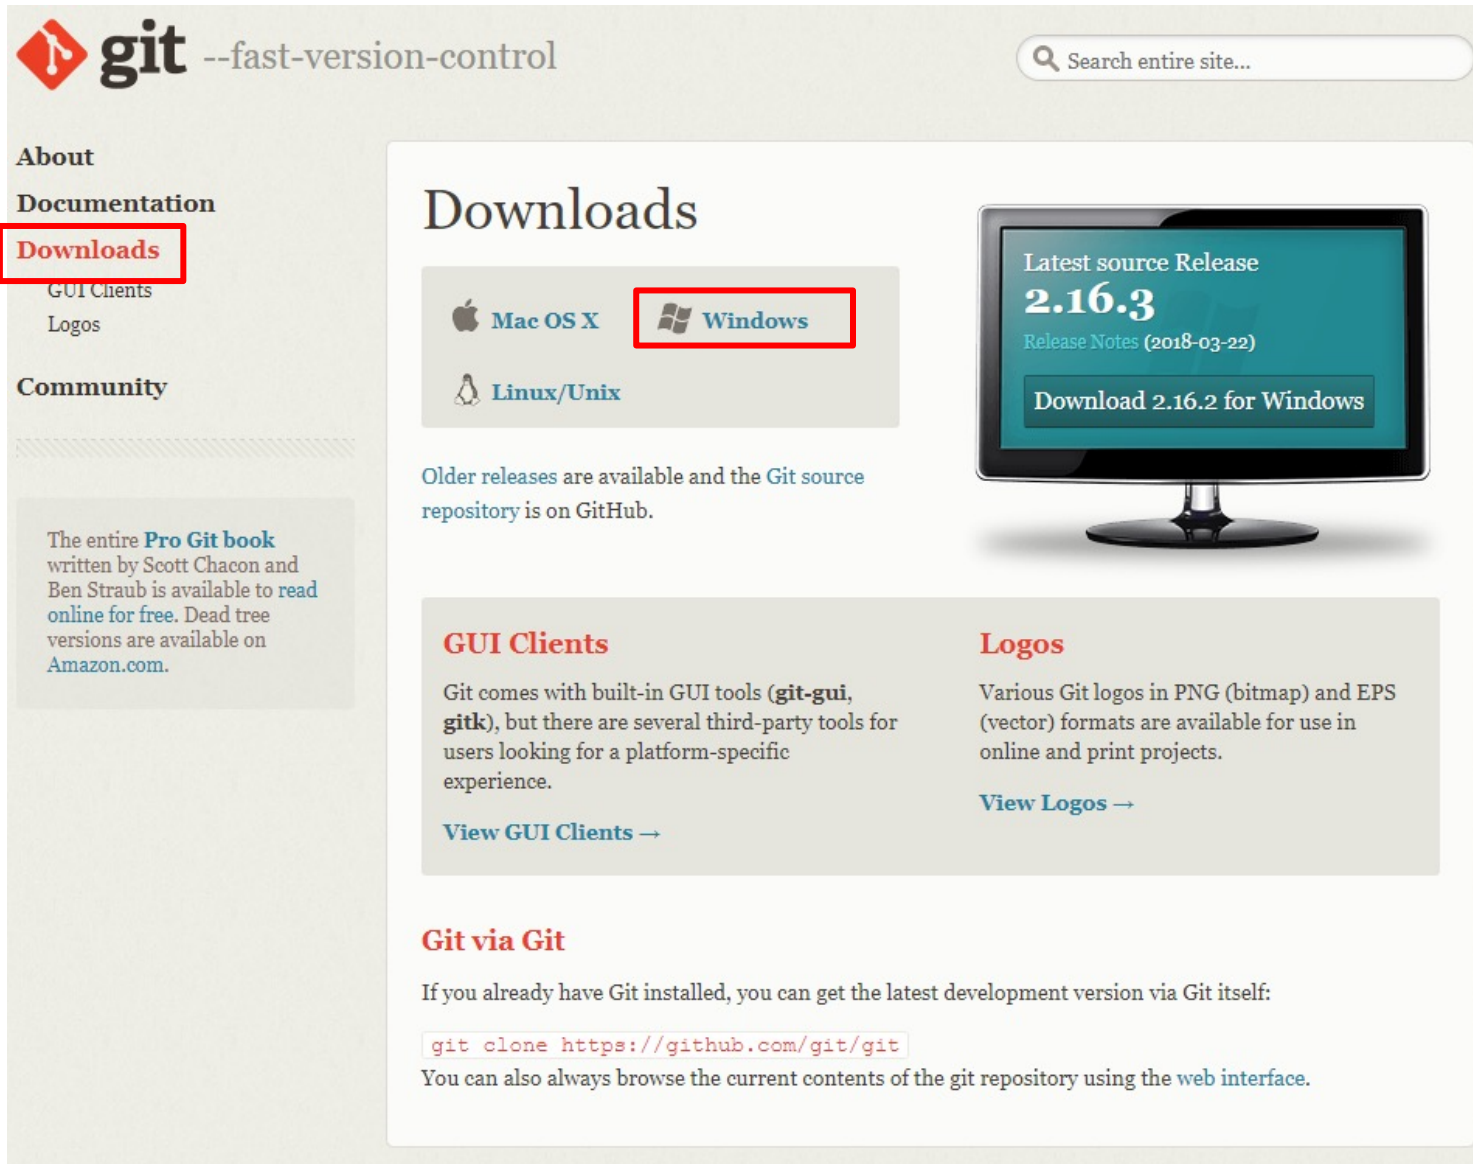 git --fast-version-control
Search entire site...
About
Documentation
Downloads
GUI Clients
Logos
Community
The entire Pro Git book
written by Scott Chacon and
Ben Straub is available to read
online for free. Dead tree
versions are available on
Amazon.com.
Downloads
Mac OS X
Windows
Linux/Unix
Older releases are available and the Git source
repository is on GitHub.
Latest source Release
2.16.3
Release Notes (2018-03-22)
Download 2.16.2 for Windows
GUI Clients
Git comes with built-in GUI tools (git-gui,
gitk), but there are several third-party tools for
users looking for a platform-specific
experience.
View GUI Clients →
Logos
Various Git logos in PNG (bitmap) and EPS
(vector) formats are available for use in
online and print projects.
View Logos →
Git via Git
If you already have Git installed, you can get the latest development version via Git itself:
git clone https://github.com/git/git
You can also always browse the current contents of the git repository using the web interface.